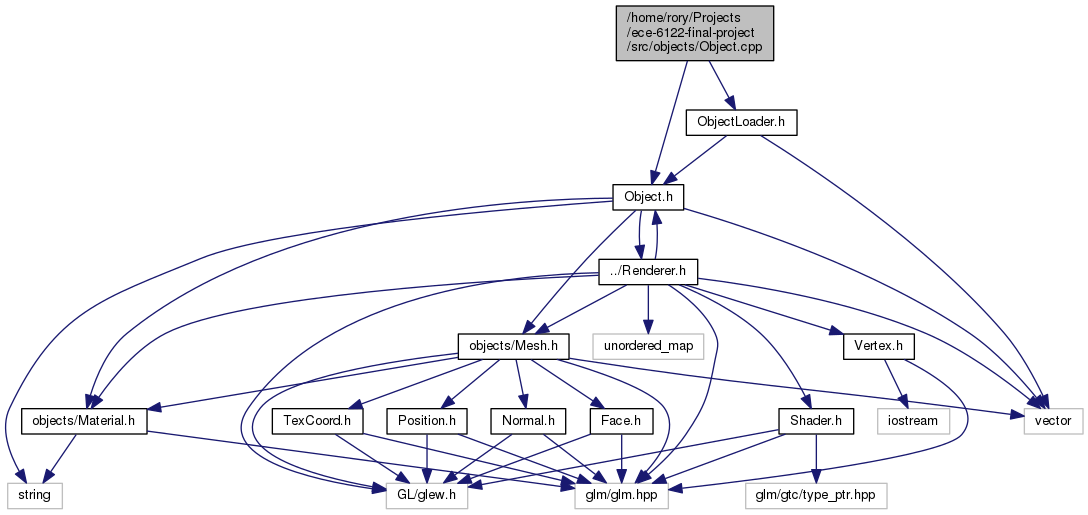 /home/rory/Projects
/ece-6122-final-project
/src/objects/Object.cpp
ObjectLoader.h
Object.h
../Renderer.h
objects/Mesh.h
unordered_map
Vertex.h
objects/Material.h
TexCoord.h
Position.h
Normal.h
Face.h
Shader.h
iostream
vector
string
GL/glew.h
glm/glm.hpp
glm/gtc/type_ptr.hpp